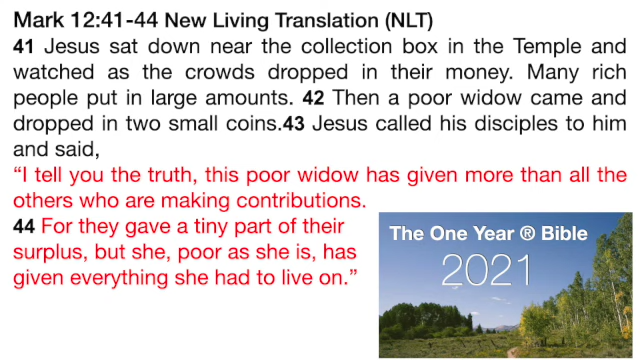 Mark 12:41-44 New Living Translation (NLT)
41 Jesus sat down near the collection box in the Temple and
watched as the crowds dropped in their money. Many rich
people put in large amounts. 42 Then a poor widow came and
dropped in two small coins.43 Jesus called his disciples to him
and said,
“I tell you the truth, this poor widow has given more than all the
others who are making contributions.
44 For they gave a tiny part of their
surplus, but she, poor as she is, has
given everything she had to live on.”
The One Year ® Bible
2021